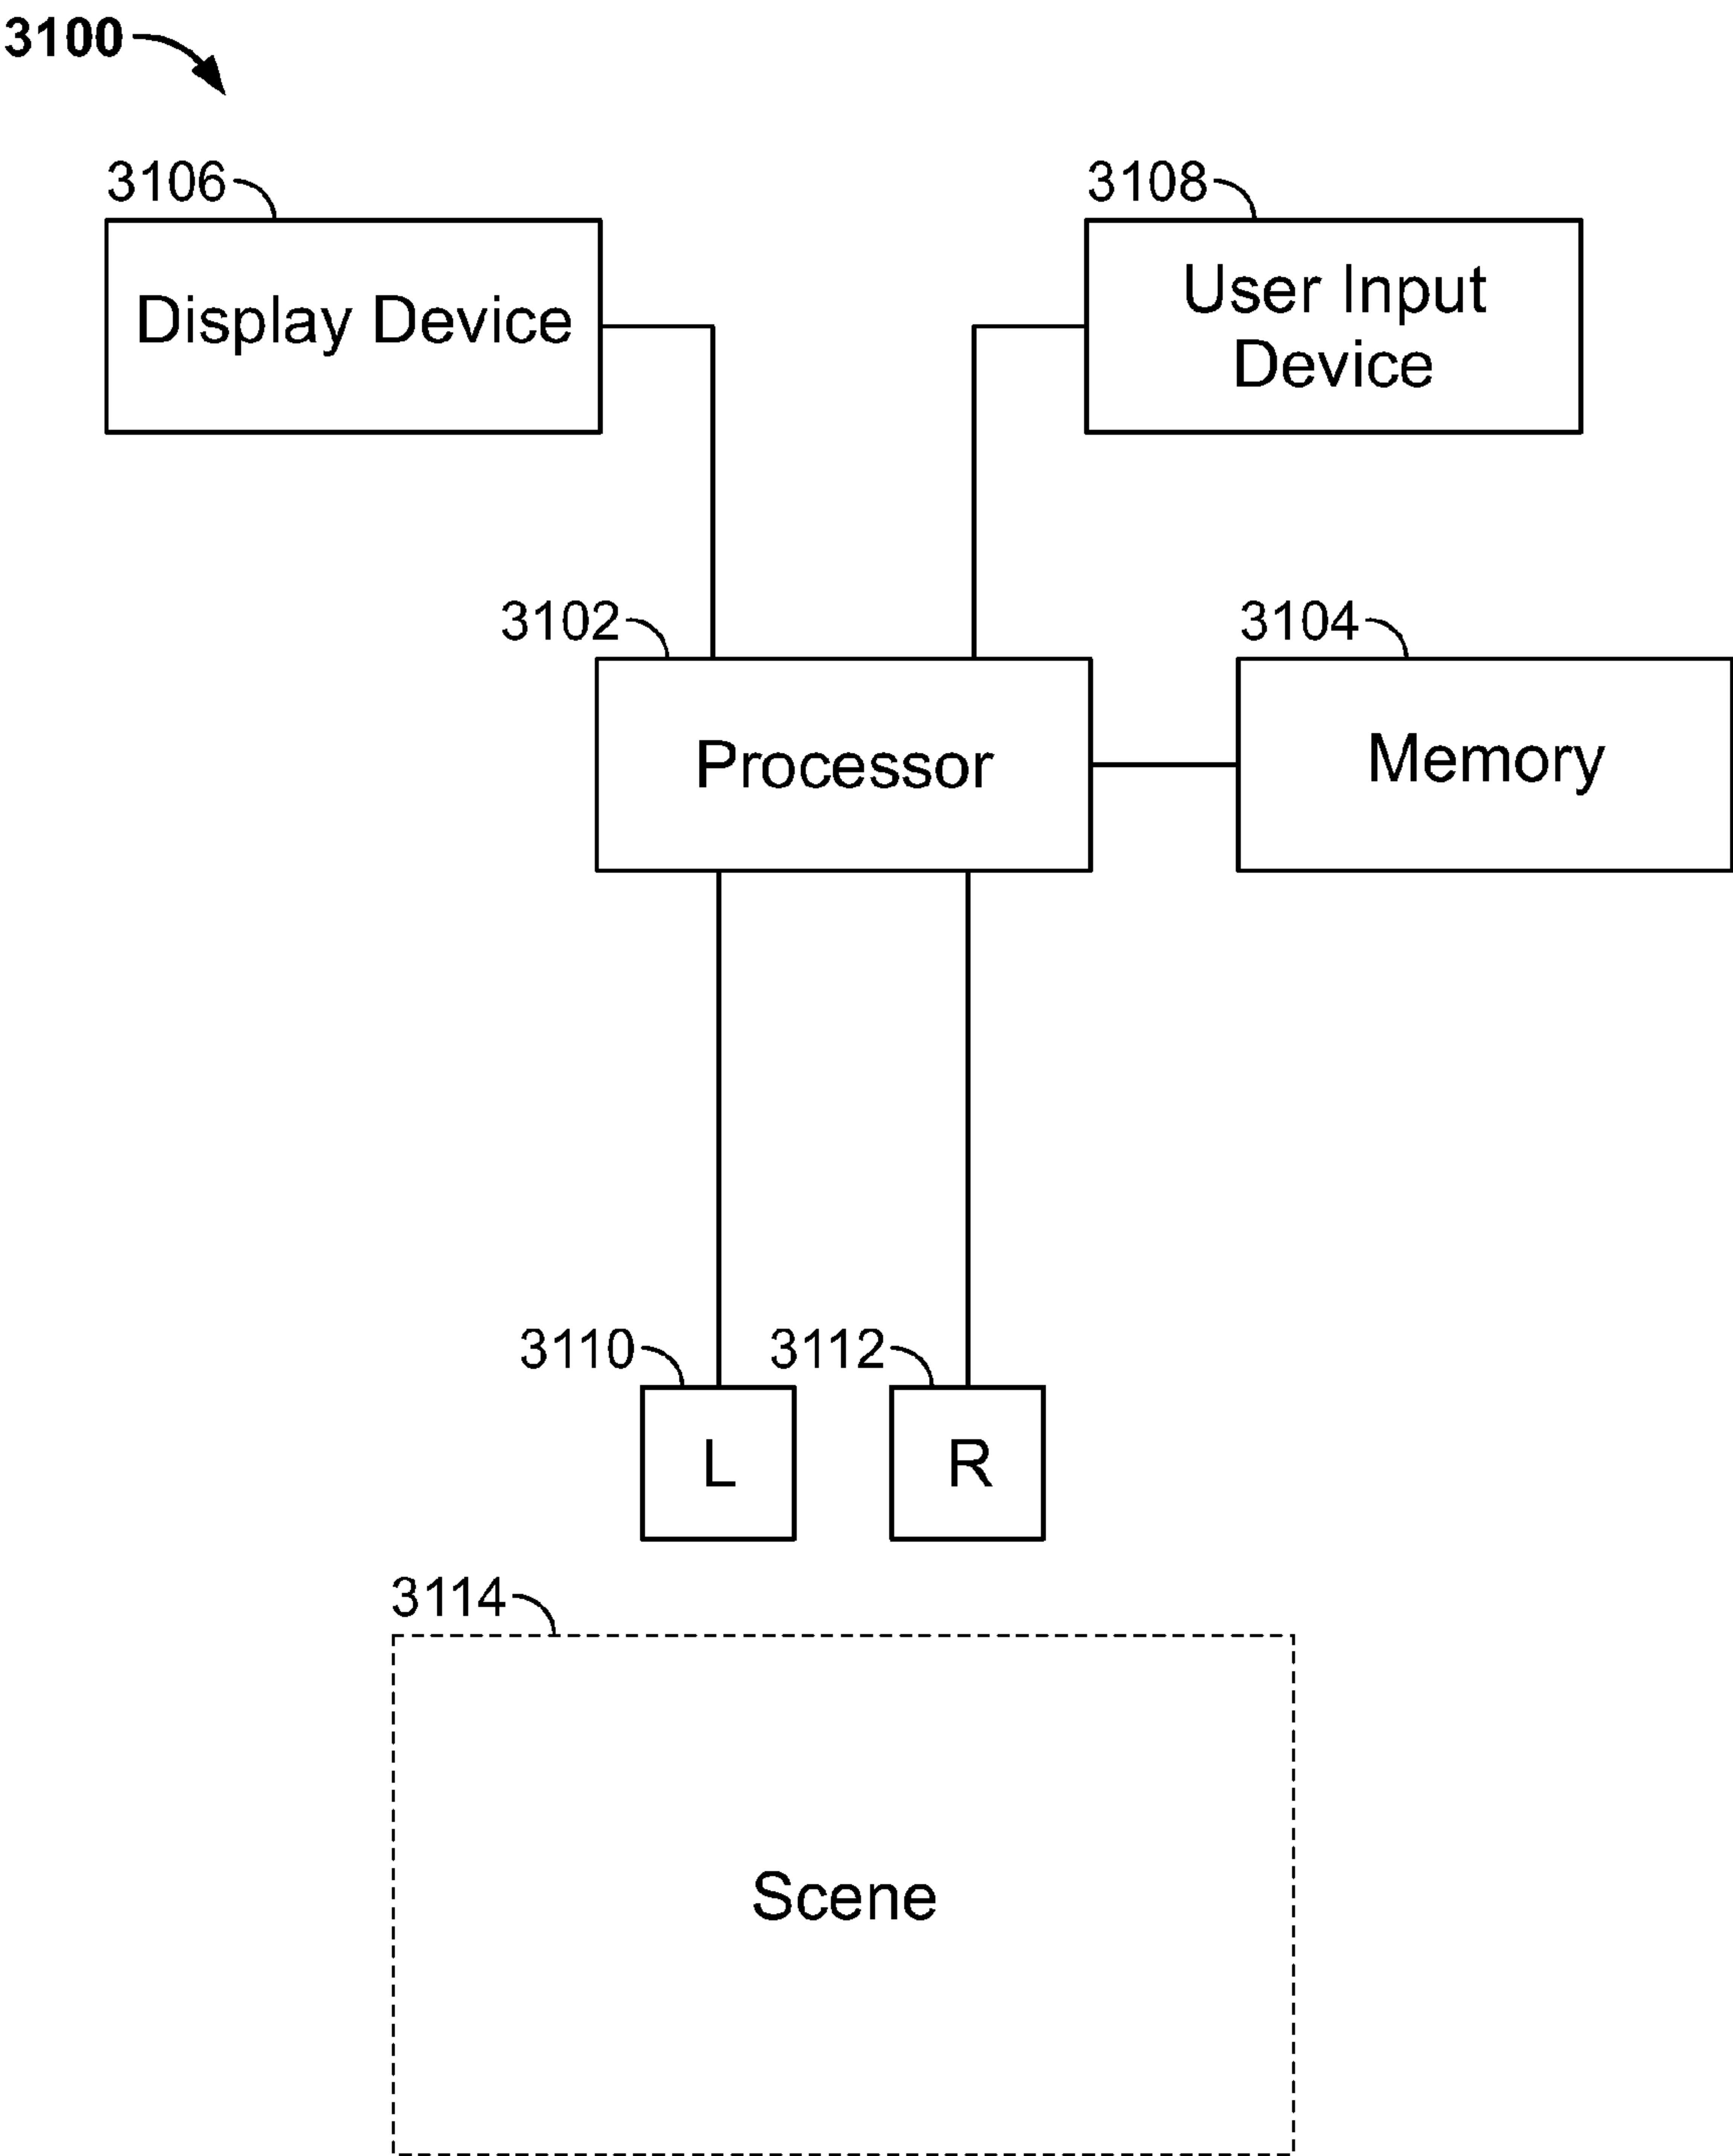 3100
3106
3108
Display Device
User Input
Device
3102
3104
Processor
Memory
3110
3112
L
R
3114
Scene